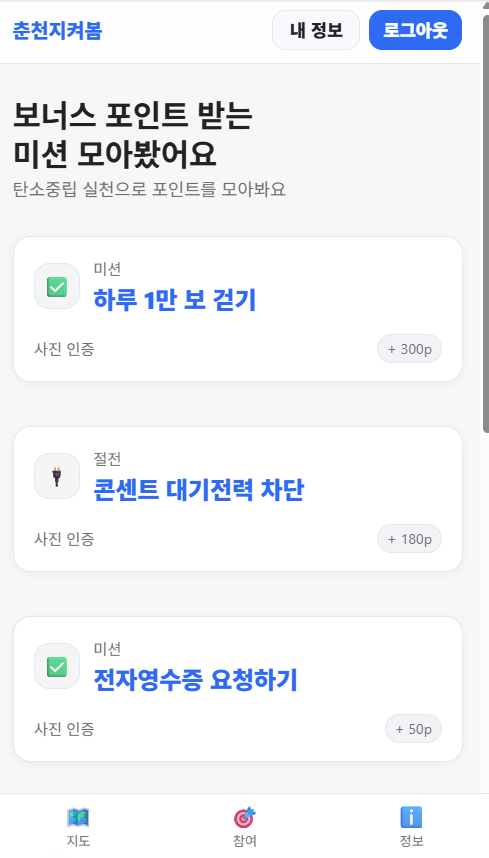 춘천지켜봄
내 정보
로그아웃
보너스 포인트 받는
미션 모아봤어요
탄소중립 실천으로 포인트를 모아봐요
미션
하루 1만 보 걷기
사진 인증
+ 300p
절전
콘센트 대기전력 차단
사진 인증
+ 180p
미션
전자영수증 요청하기
사진 인증
+ 50p
지도
참여
정보